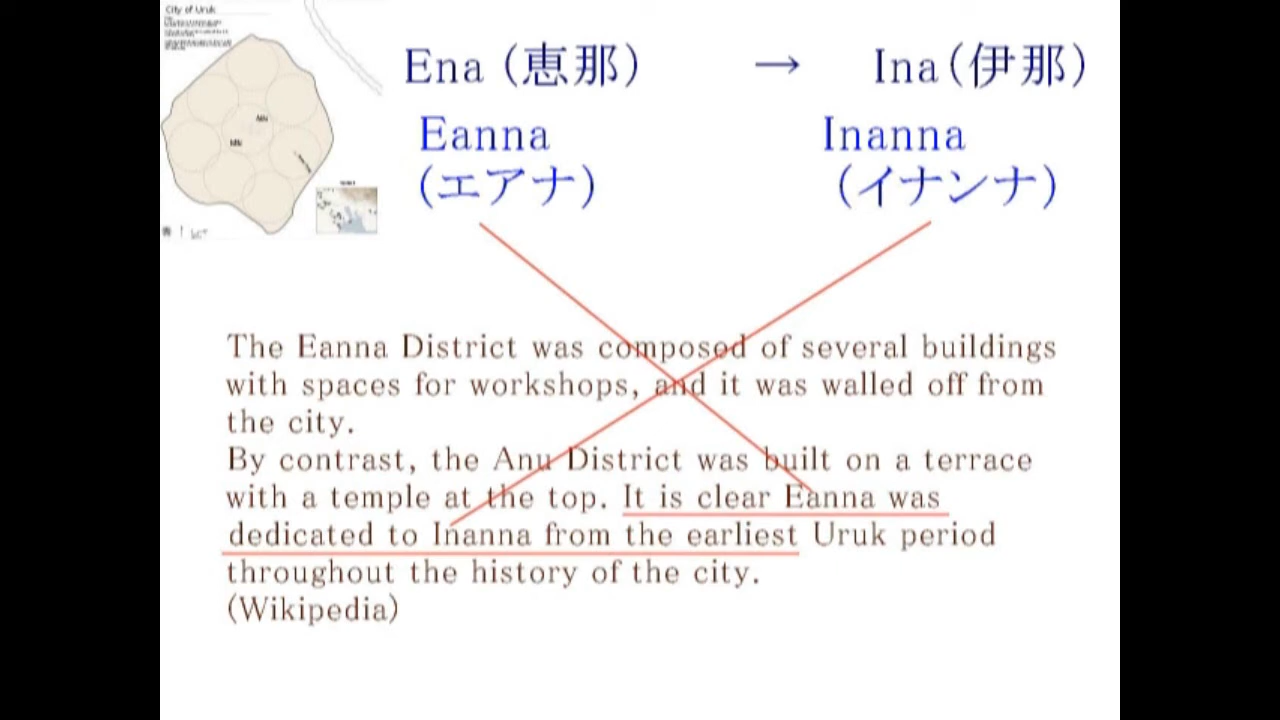 City of Uruk
Ena (恵那) → Ina (伊那)
Eanna Inanna
(エアナ) (イナンナ)
The Eanna District was composed of several buildings
with spaces for workshops, and it was walled off from
the city.
By contrast, the Anu District was built on a terrace
with a temple at the top. It is clear Eanna was
dedicated to Inanna from the earliest Uruk period
throughout the history of the city.
(Wikipedia)